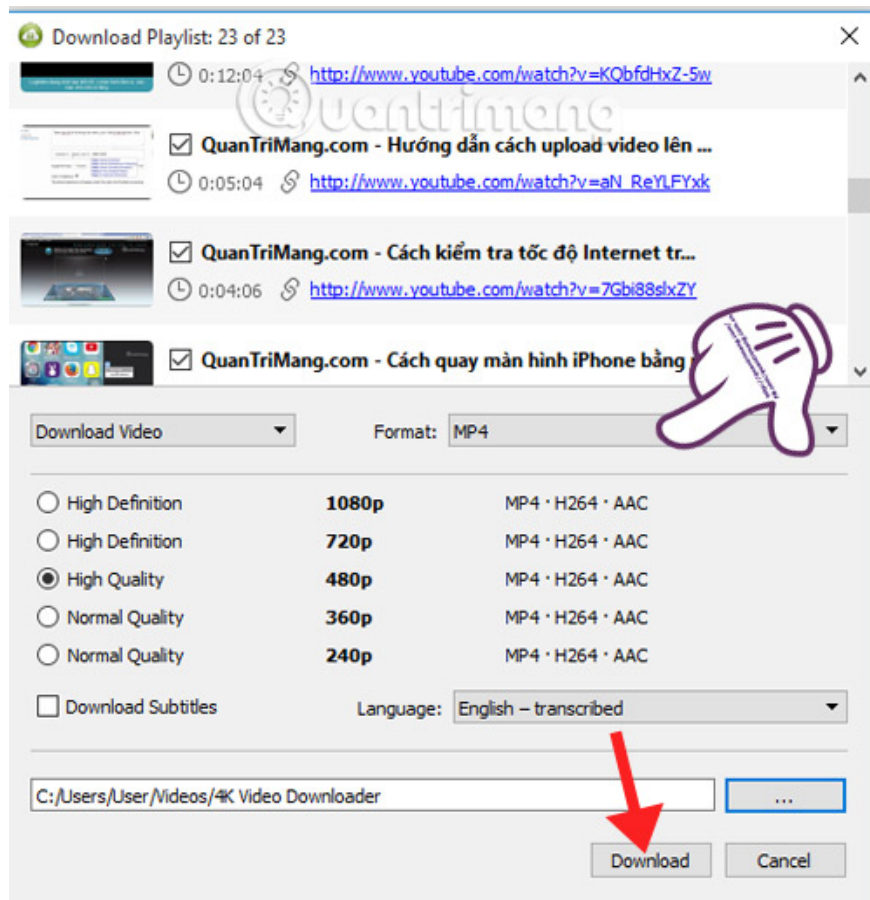 Download Playlist: 23 of 23
0:12:04 http://www.youtube.com/watch?v=KQbfdHxZ-5w
Quantrimang
QuanTriMang.com - Hướng dẫn cách upload video lên ...
0:05:04 http://www.youtube.com/watch?v=aN_ReYLFYxk
QuanTriMang.com - Cách kiểm tra tốc độ Internet tr...
0:04:06 http://www.youtube.com/watch?v=7Gbi88slxZY
QuanTriMang.com - Cách quay màn hình iPhone bằng
Download Video Format: MP4
High Definition 1080p MP4 · H264 · AAC
High Definition 720p MP4 · H264 · AAC
High Quality 480p MP4 · H264 · AAC
Normal Quality 360p MP4 · H264 · AAC
Normal Quality 240p MP4 · H264 · AAC
Download Subtitles Language: English – transcribed
C:/Users/User/Videos/4K Video Downloader ...
Download Cancel